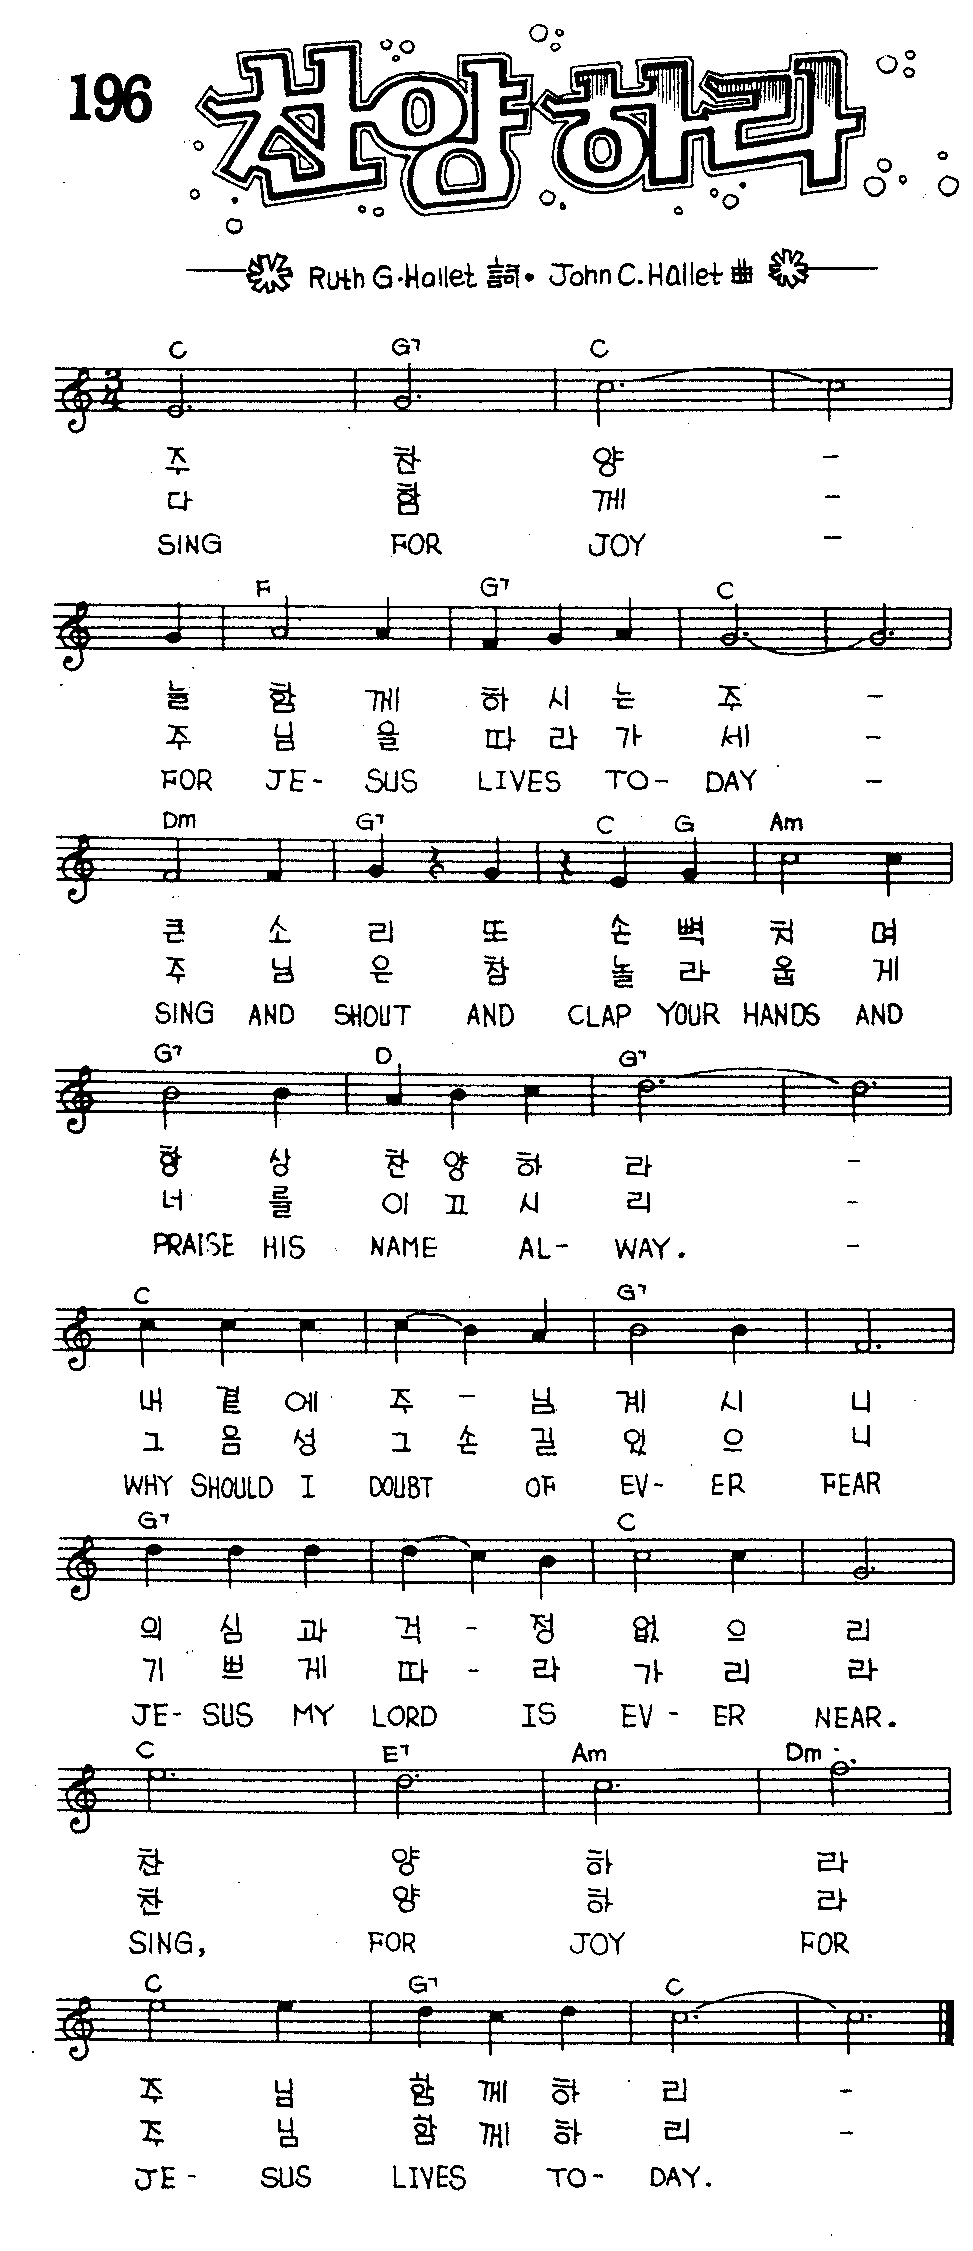 196
찬양하라
Ruth G·Hallet 詞· John C. Hallet 曲
C G7 C
주 찬 양 -
다 함 께 -
SING FOR JOY -
F G7 C
늘 함 께 하 시 는 주 -
주 님 을 따 라 가 세 -
FOR JE- SUS LIVES TO- DAY -
Dm G7 C G Am
큰 소 리 또 손 뼉 치 며
주 님 은 참 놀 라 웁 게
SING AND SHOUT AND CLAP YOUR HANDS AND
G7 D G7
항 상 찬 양 하 라 -
너 를 이 끄 시 리 -
PRAISE HIS NAME AL- WAY. -
C G7
내 곁 에 주 - 님 계 시 니
그 음 성 그 손 길 있 으 니
WHY SHOULD I DOUBT OF EV- ER FEAR
G7 C
의 심 과 걱 - 정 없 으 리
기 쁘 게 따 - 라 가 리 라
JE- SUS MY LORD IS EV- ER NEAR.
C E7 Am Dm
찬 양 하 라
찬 양 하 라
SING, FOR JOY FOR
C G7 C
주 님 함 께 하 리 -
주 님 함 께 하 리 -
JE- SUS LIVES TO- DAY.